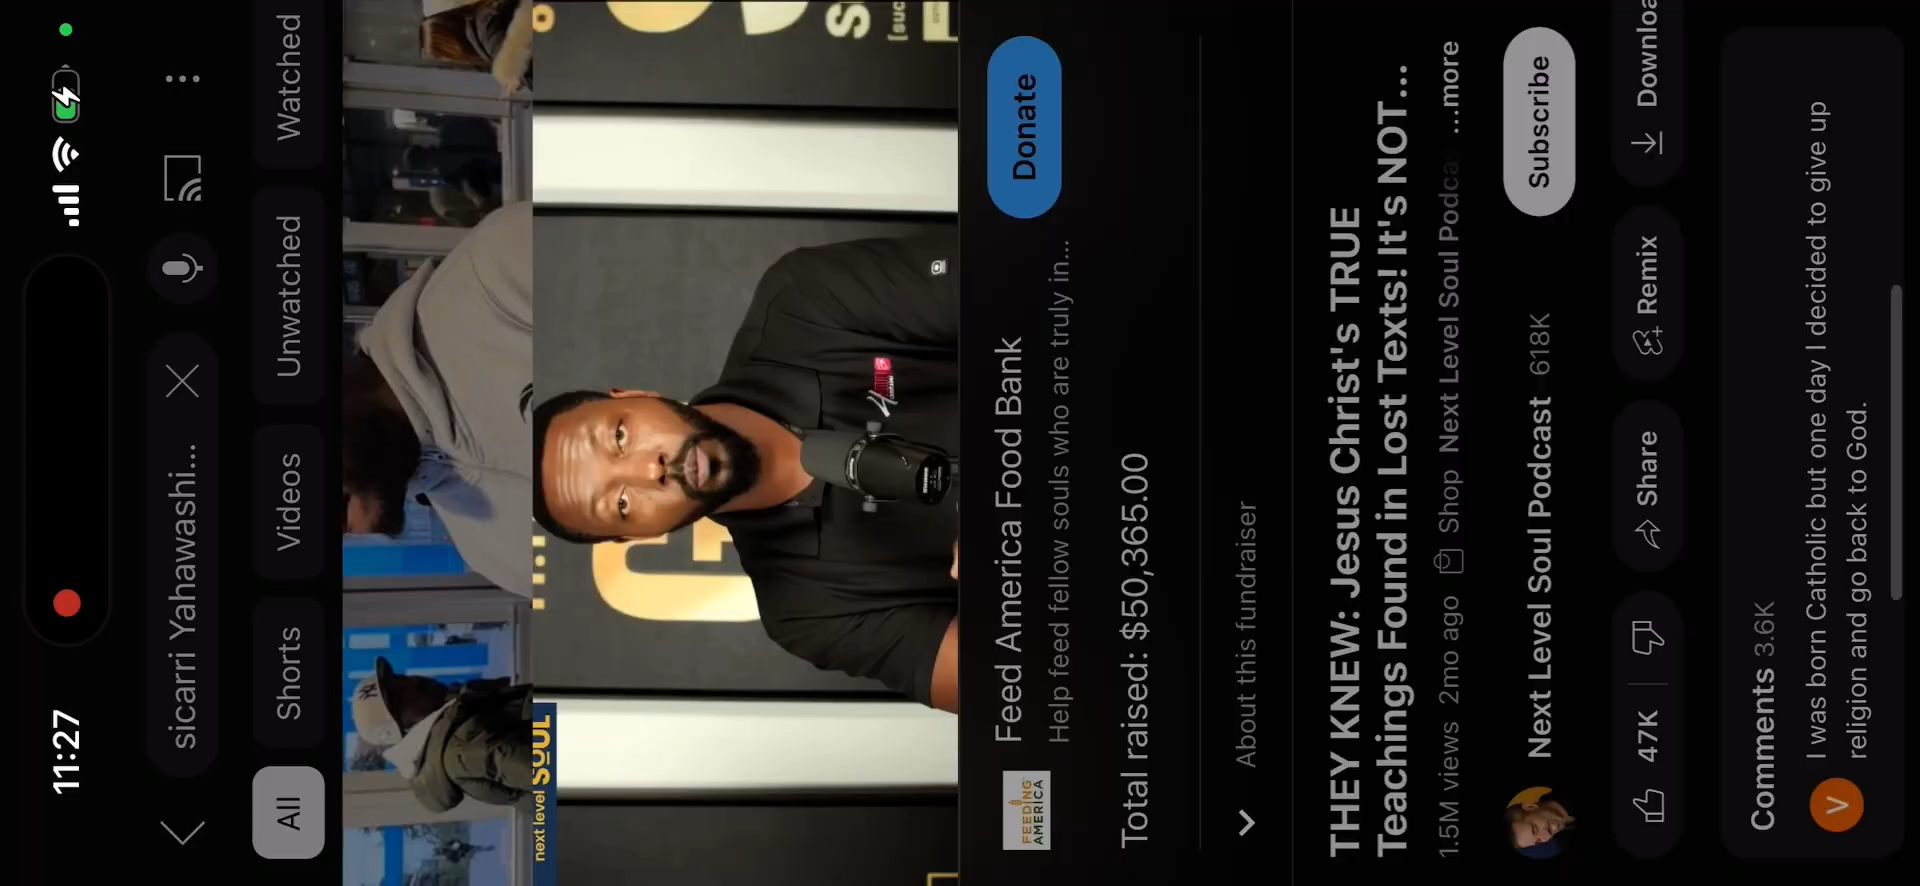 11:27
sicarri Yahawashi...
All
Shorts
Videos
Unwatched
Watched
next level SOUL
Feed America Food Bank
Help feed fellow souls who are truly in...
Donate
FEEDING
AMERICA
Total raised: $50,365.00
About this fundraiser
THEY KNEW: Jesus Christ's TRUE
Teachings Found in Lost Texts! It's NOT...
1.5M views 2mo ago Shop Next Level Soul Podca ...more
Next Level Soul Podcast 618K
Subscribe
47K
Share
Remix
Downloa
Comments 3.6K
V
I was born Catholic but one day I decided to give up
religion and go back to God.